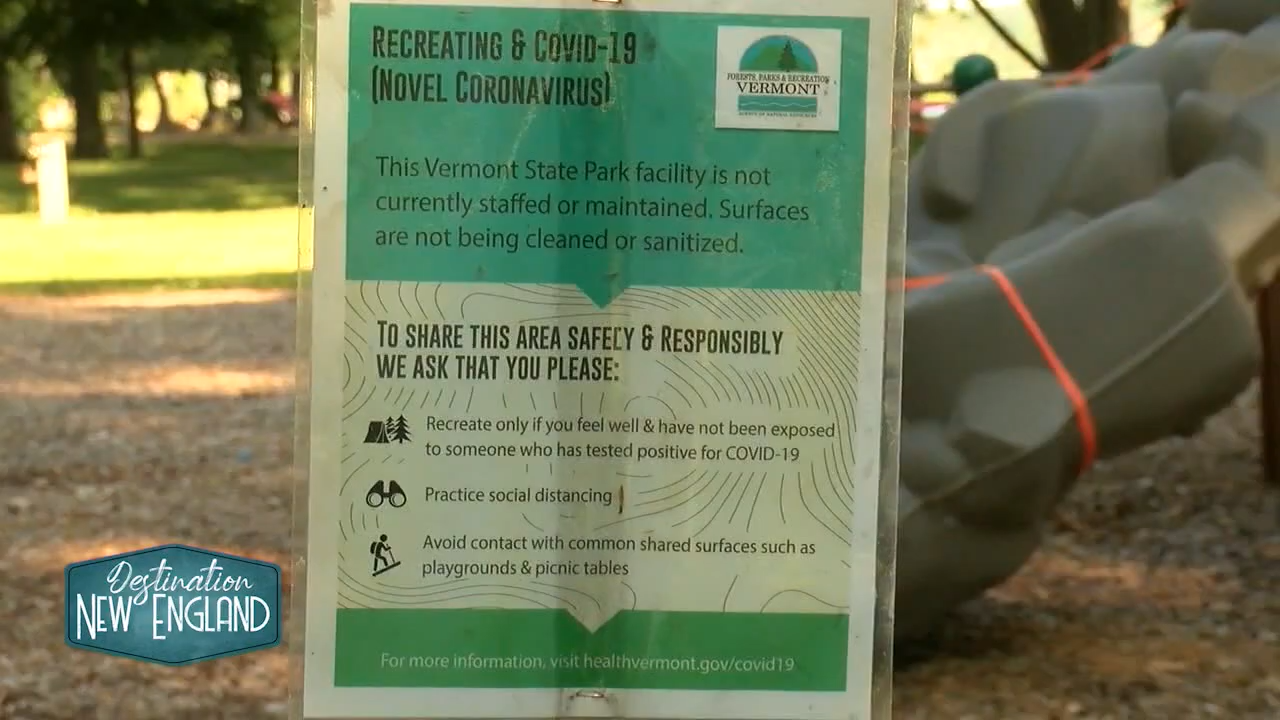 RECREATING & COVID-19
(NOVEL CORONAVIRUS)
FORESTS, PARKS & RECREATION
VERMONT
AGENCY OF NATURAL RESOURCES
This Vermont State Park facility is not
currently staffed or maintained. Surfaces
are not being cleaned or sanitized.
TO SHARE THIS AREA SAFELY & RESPONSIBLY
WE ASK THAT YOU PLEASE:
Recreate only if you feel well & have not been exposed
to someone who has tested positive for COVID-19
Practice social distancing
Avoid contact with common shared surfaces such as
playgrounds & picnic tables
For more information, visit healthvermont.gov/covid19
Destination
NEW ENGLAND